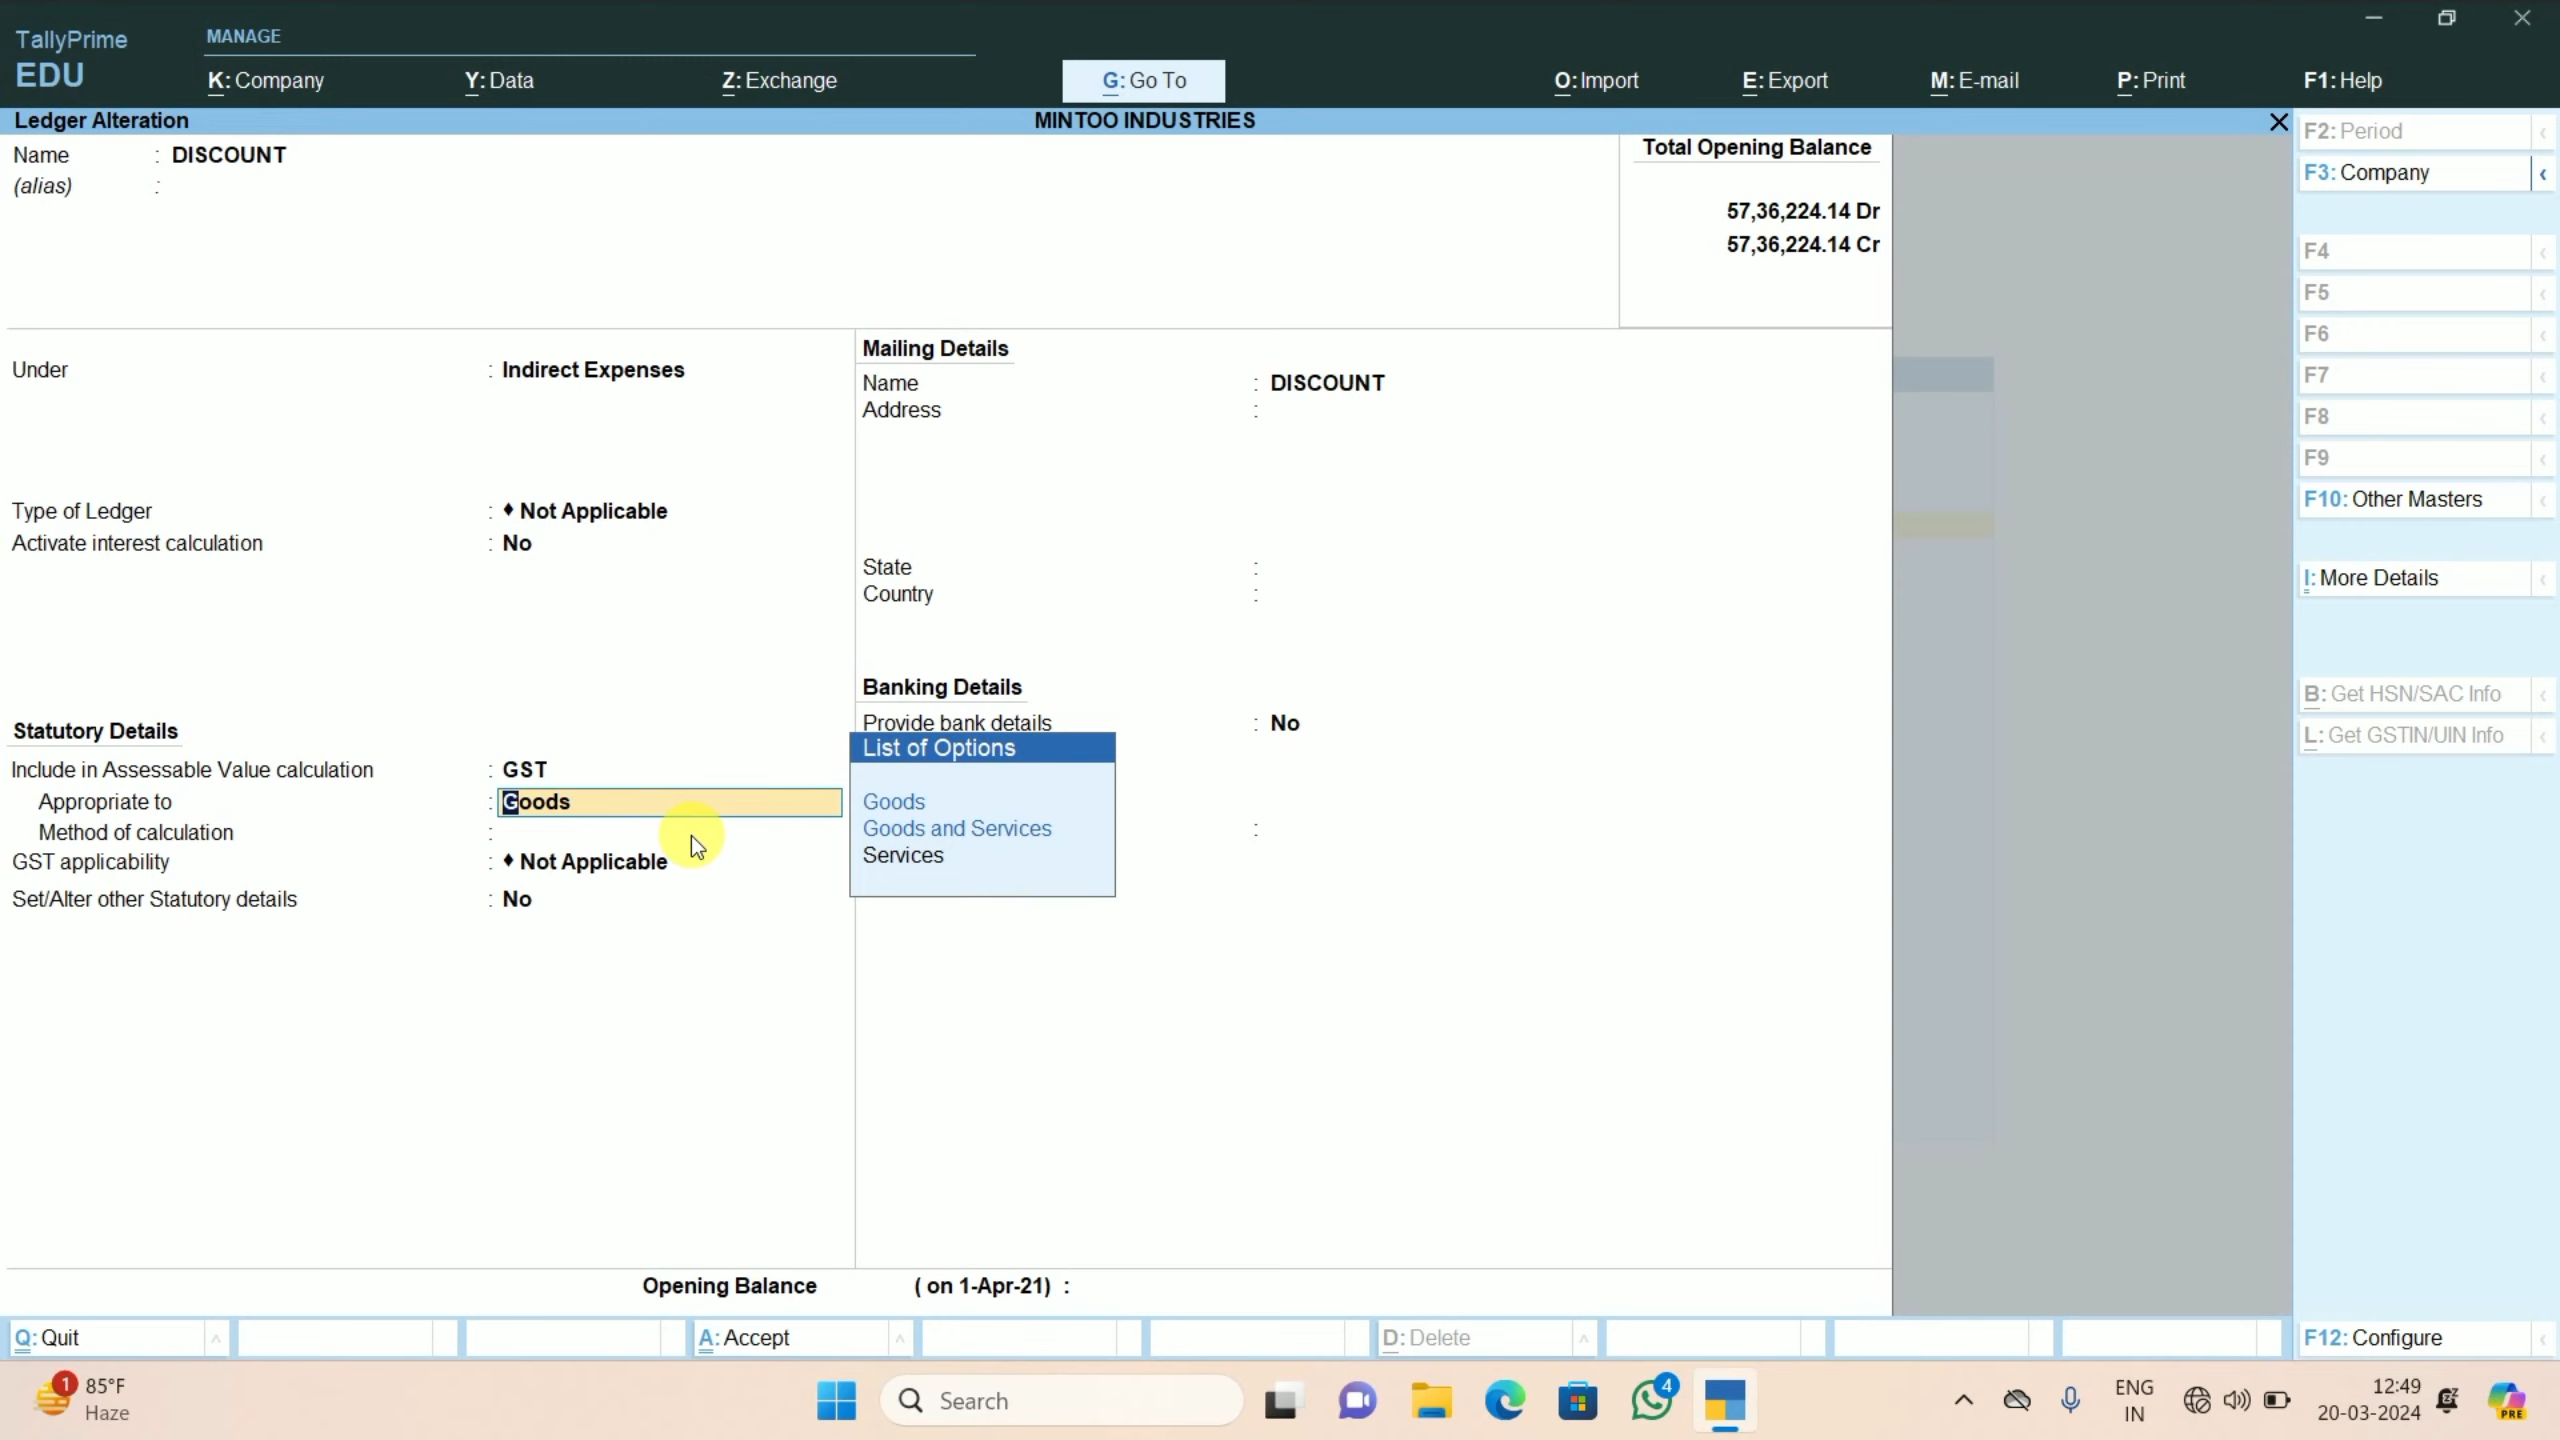 TallyPrime
EDU
MANAGE
K: Company
Y: Data
Z: Exchange
G: Go To
O: Import
E: Export
M: E-mail
P: Print
F1: Help
Ledger Alteration
MINTOO INDUSTRIES
Name : DISCOUNT
(alias) :
Total Opening Balance
57,36,224.14 Dr
57,36,224.14 Cr
Under : Indirect Expenses
Type of Ledger : ♦ Not Applicable
Activate interest calculation : No
Statutory Details
Include in Assessable Value calculation : GST
Appropriate to : Goods
Method of calculation :
GST applicability : ♦ Not Applicable
Set/Alter other Statutory details : No
Mailing Details
Name : DISCOUNT
Address :
State :
Country :
Banking Details
Provide bank details : No
List of Options
Goods
Goods and Services
Services
:
Opening Balance ( on 1-Apr-21) :
F2: Period
F3: Company
F4
F5
F6
F7
F8
F9
F10: Other Masters
I: More Details
B: Get HSN/SAC Info
L: Get GSTIN/UIN Info
F12: Configure
Q: Quit
A: Accept
D: Delete
1
85°F
Haze
Search
4
ENG
IN
12:49
20-03-2024
PRE